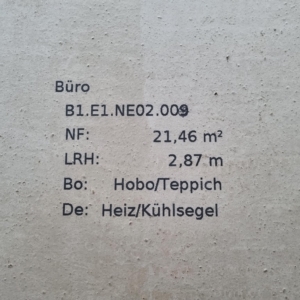 Büro
B1.E1.NE02.009
NF: 21,46 m²
LRH: 2,87 m
Bo: Hobo/Teppich
De: Heiz/Kühlsegel